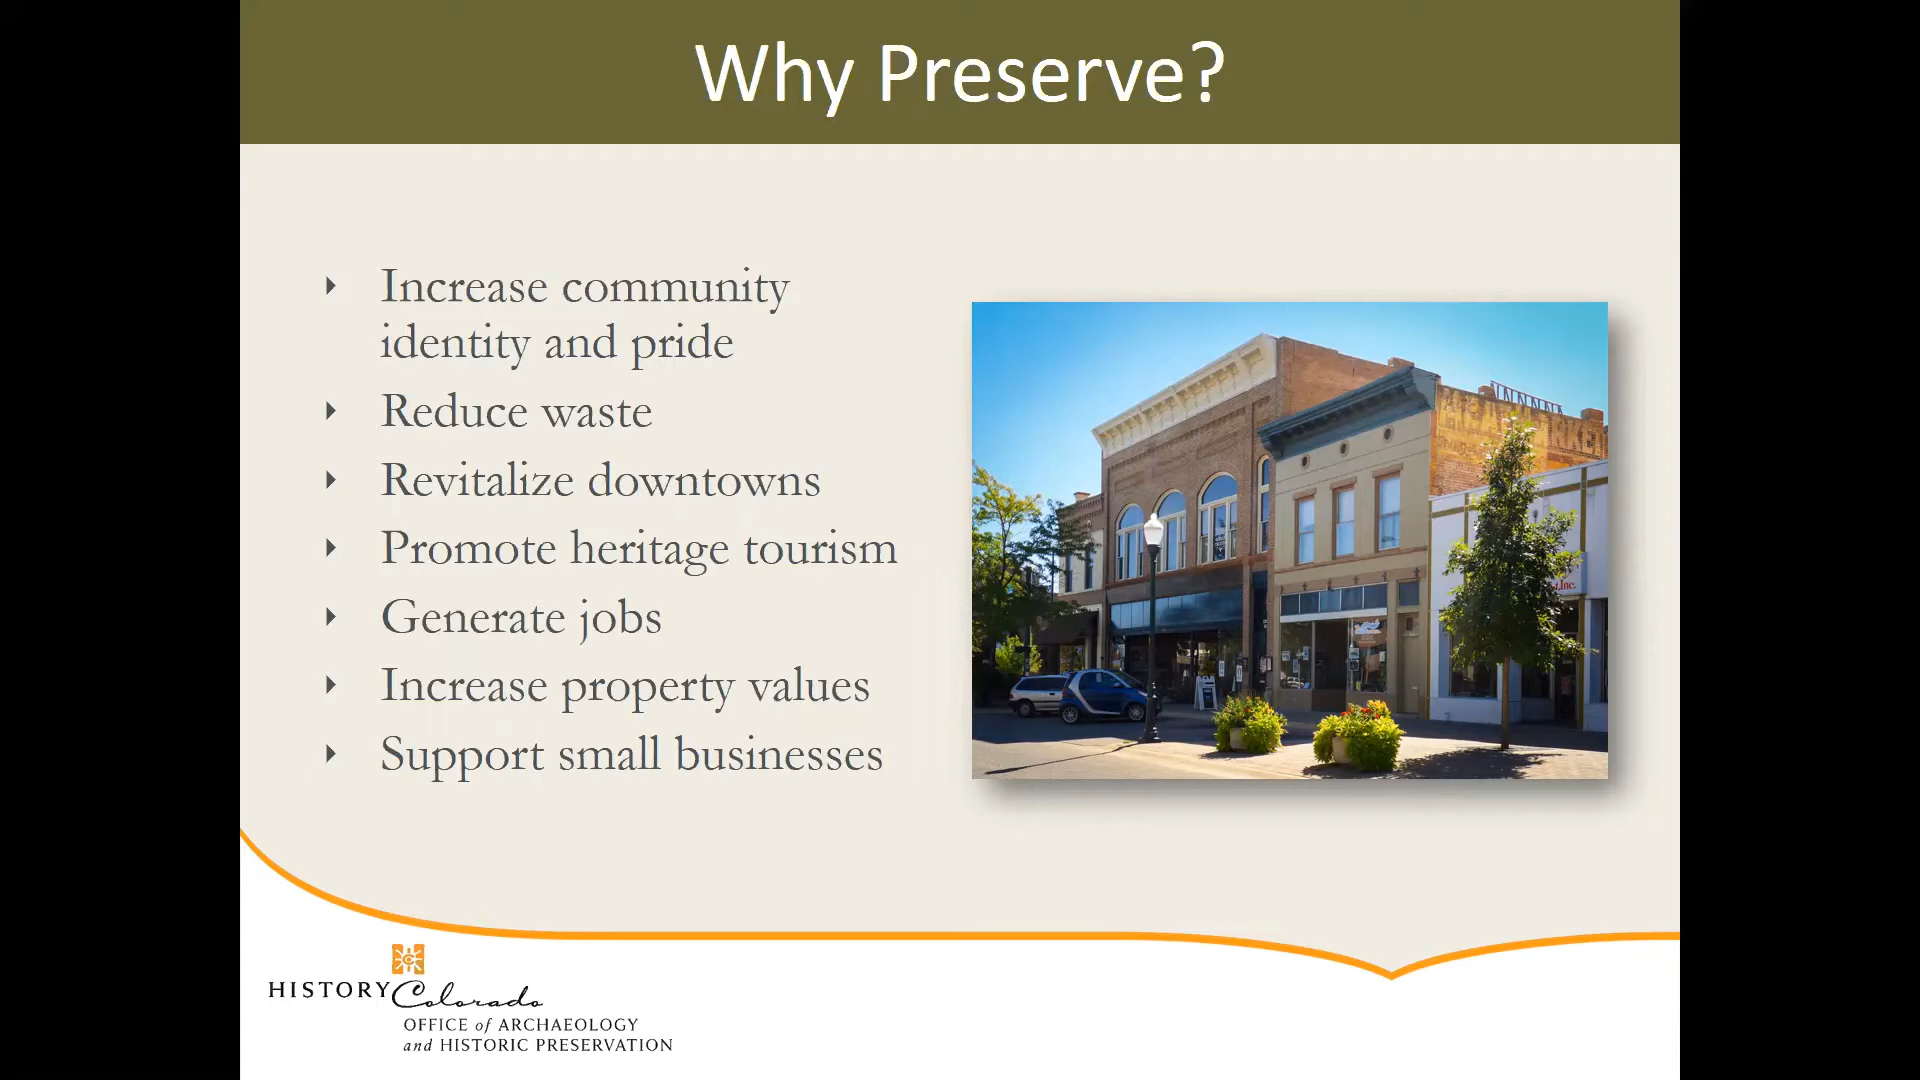 Why Preserve?
Increase community
identity and pride
Reduce waste
Revitalize downtowns
Promote heritage tourism
Generate jobs
Increase property values
Support small businesses
HISTORY Colorado
OFFICE of ARCHAEOLOGY
and HISTORIC PRESERVATION